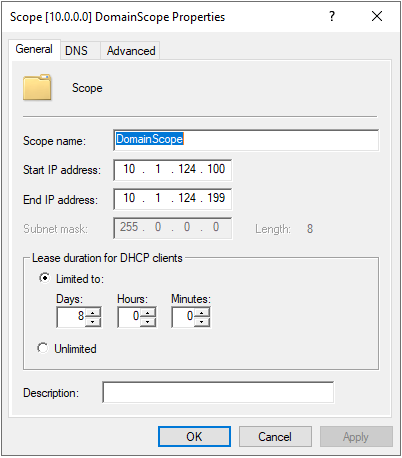 Scope [10.0.0.0] DomainScope Properties
General DNS Advanced
Scope
Scope name: DomainScope
Start IP address: 10 . 1 . 124 . 100
End IP address: 10 . 1 . 124 . 199
Subnet mask: 255 . 0 . 0 . 0 Length: 8
Lease duration for DHCP clients
Limited to:
Days: Hours: Minutes:
8 0 0
Unlimited
Description:
OK Cancel Apply